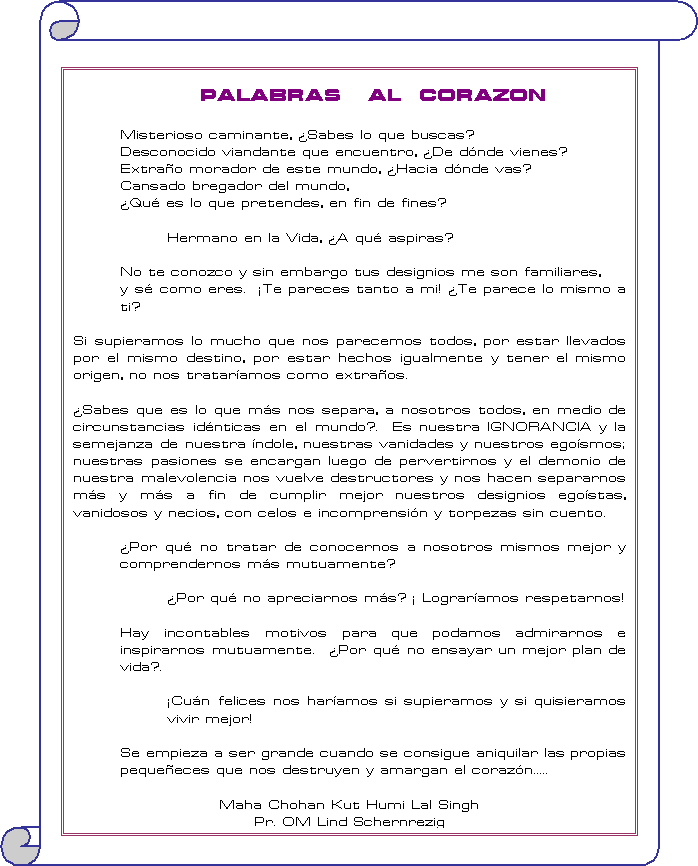 PALABRAS AL CORAZON
Misterioso caminante, ¿Sabes lo que buscas?
Desconocido viandante que encuentro, ¿De dónde vienes?
Extraño morador de este mundo, ¿Hacia dónde vas?
Cansado bregador del mundo,
¿Qué es lo que pretendes, en fin de fines?
Hermano en la Vida, ¿A qué aspiras?
No te conozco y sin embargo tus designios me son familiares,
y sé como eres. ¡Te pareces tanto a mi! ¿Te parece lo mismo a
ti?
Si supieramos lo mucho que nos parecemos todos, por estar llevados
por el mismo destino, por estar hechos igualmente y tener el mismo
origen, no nos trataríamos como extraños.
¿Sabes que es lo que más nos separa, a nosotros todos, en medio de
circunstancias idénticas en el mundo?. Es nuestra IGNORANCIA y la
semejanza de nuestra índole, nuestras vanidades y nuestros egoísmos;
nuestras pasiones se encargan luego de pervertirnos y el demonio de
nuestra malevolencia nos vuelve destructores y nos hacen separarnos
más y más a fin de cumplir mejor nuestros designios egoístas,
vanidosos y necios, con celos e incomprensión y torpezas sin cuento.
¿Por qué no tratar de conocernos a nosotros mismos mejor y
comprendernos más mutuamente?
¿Por qué no apreciarnos más? ¡ Lograríamos respetarnos!
Hay incontables motivos para que podamos admirarnos e
inspirarnos mutuamente. ¿Por qué no ensayar un mejor plan de
vida?.
¡Cuán felices nos haríamos si supieramos y si quisieramos
vivir mejor!
Se empieza a ser grande cuando se consigue aniquilar las propias
pequeñeces que nos destruyen y amargan el corazón.....
Maha Chohan Kut Humi Lal Singh
Pr. OM Lind Schernrezig